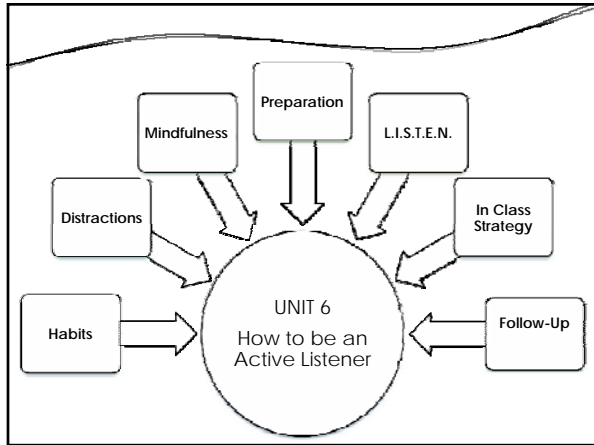 Preparation
Mindfulness
L.I.S.T.E.N.
Distractions
In Class
Strategy
Habits
UNIT 6
How to be an
Active Listener
Follow-Up